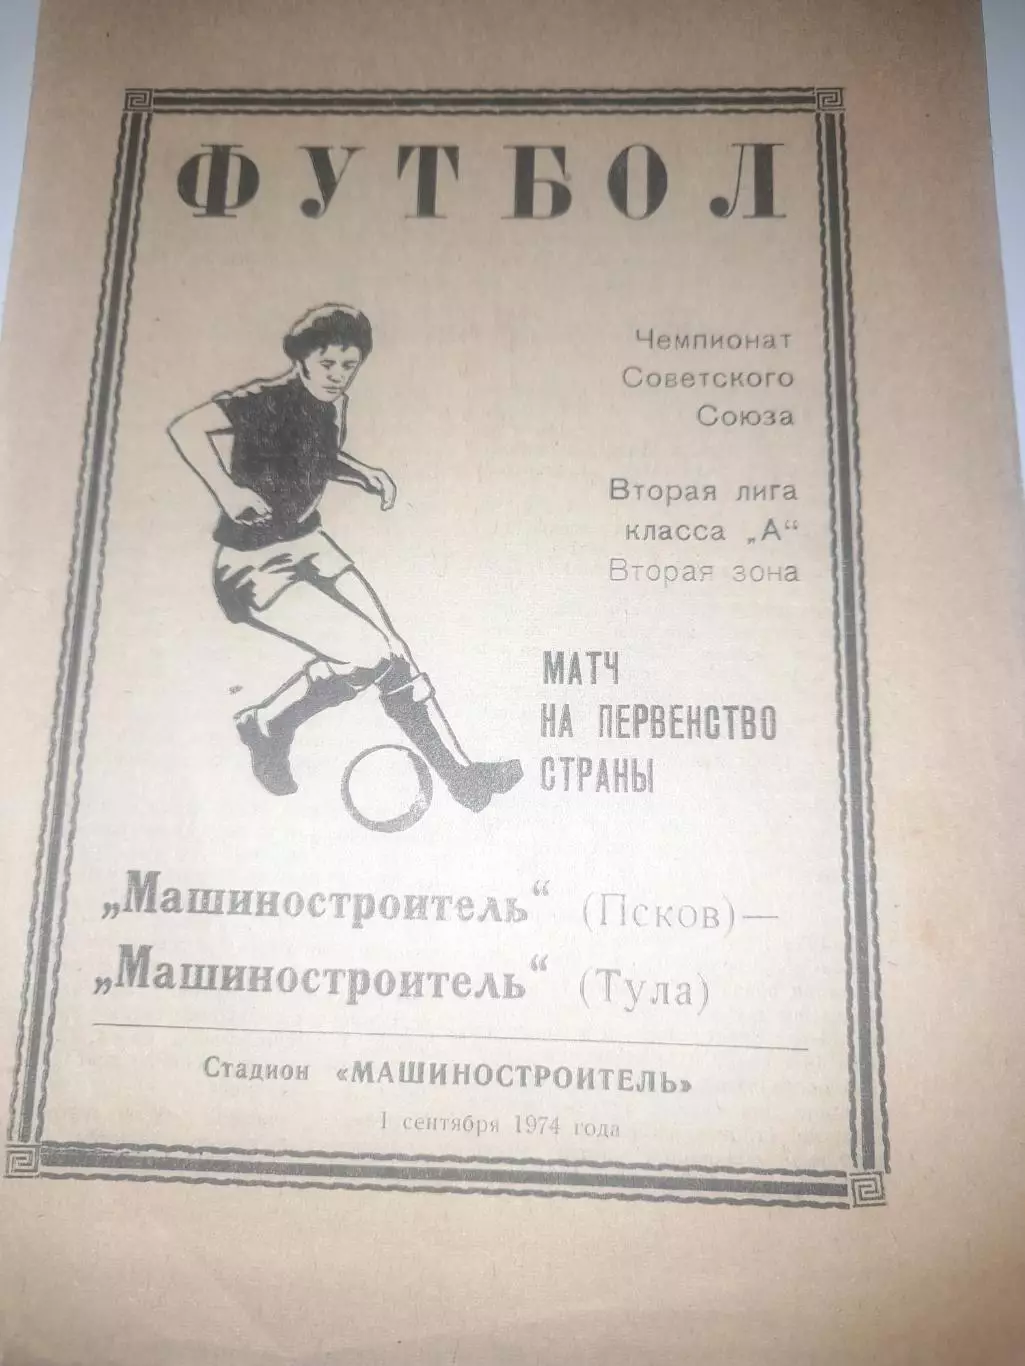 ФУТБОЛ
Чемпионат
Советского
Союза
Вторая лига
класса „А“
Вторая зона
МАТЧ
НА ПЕРВЕНСТВО
СТРАНЫ
„Машиностроитель“ (Псков)—
„Машиностроитель“ (Тула)
Стадион «МАШИНОСТРОИТЕЛЬ»
1 сентября 1974 года